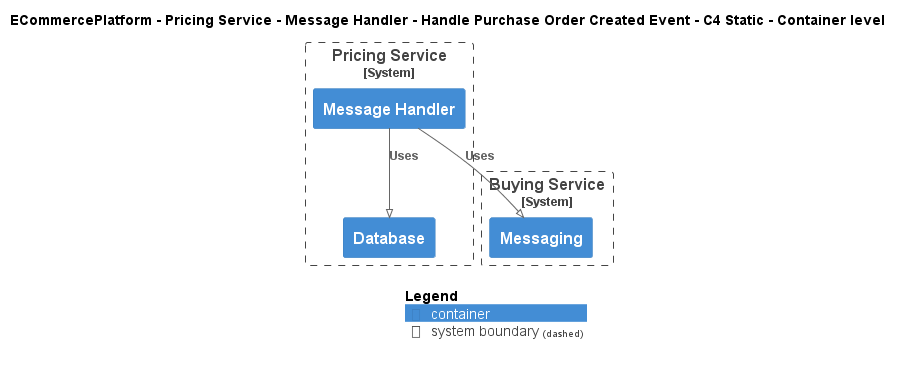 ECommercePlatform - Pricing Service - Message Handler - Handle Purchase Order Created Event - C4 Static - Container level
Pricing Service
[System]
Message Handler
Uses
Uses
Buying Service
[System]
Database
Messaging
Legend
container
system boundary (dashed)